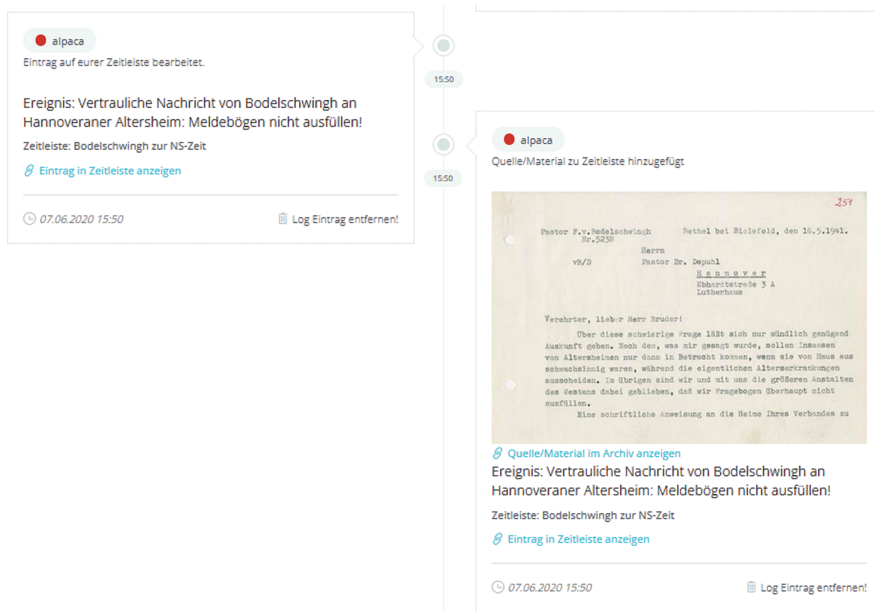 alpaca
Eintrag auf eurer Zeitleiste bearbeitet.
Ereignis: Vertrauliche Nachricht von Bodelschwingh an
Hannoveraner Altersheim: Meldebögen nicht ausfüllen!
Zeitleiste: Bodelschwingh zur NS-Zeit
Eintrag in Zeitleiste anzeigen
07.06.2020 15:50
Log Eintrag entfernen!
15:50
15:50
alpaca
Quelle/Material zu Zeitleiste hinzugefügt
251
Pastor F.v.Bodelschwingh Bethel bei Bielefeld, den 16.5.1941.
Nr.5238
Herrn
vB/D Pastor Dr. Depuhl
Hannover
Ebhardtstraße 3 A
Lutherhaus
Verehrter, lieber Herr Bruder!
Über diese schwierige Frage läßt sich nur mündlich genügend
Auskunft geben. Nach dem, was mir gesagt wurde, sollen Insassen
von Altersheimen nur dann in Betracht kommen, wenn sie von Haus aus
schwachsinnig waren, während die eigentlichen Alterserkrankungen
ausscheiden. Im übrigen sind wir und mit uns die größeren Anstalten
des Westens dabei geblieben, daß wir Fragebogen überhaupt nicht
ausfüllen.
Eine schriftliche Anweisung an die Heime Ihres Verbandes zu
Quelle/Material im Archiv anzeigen
Ereignis: Vertrauliche Nachricht von Bodelschwingh an
Hannoveraner Altersheim: Meldebögen nicht ausfüllen!
Zeitleiste: Bodelschwingh zur NS-Zeit
Eintrag in Zeitleiste anzeigen
07.06.2020 15:50
Log Eintrag entfernen!